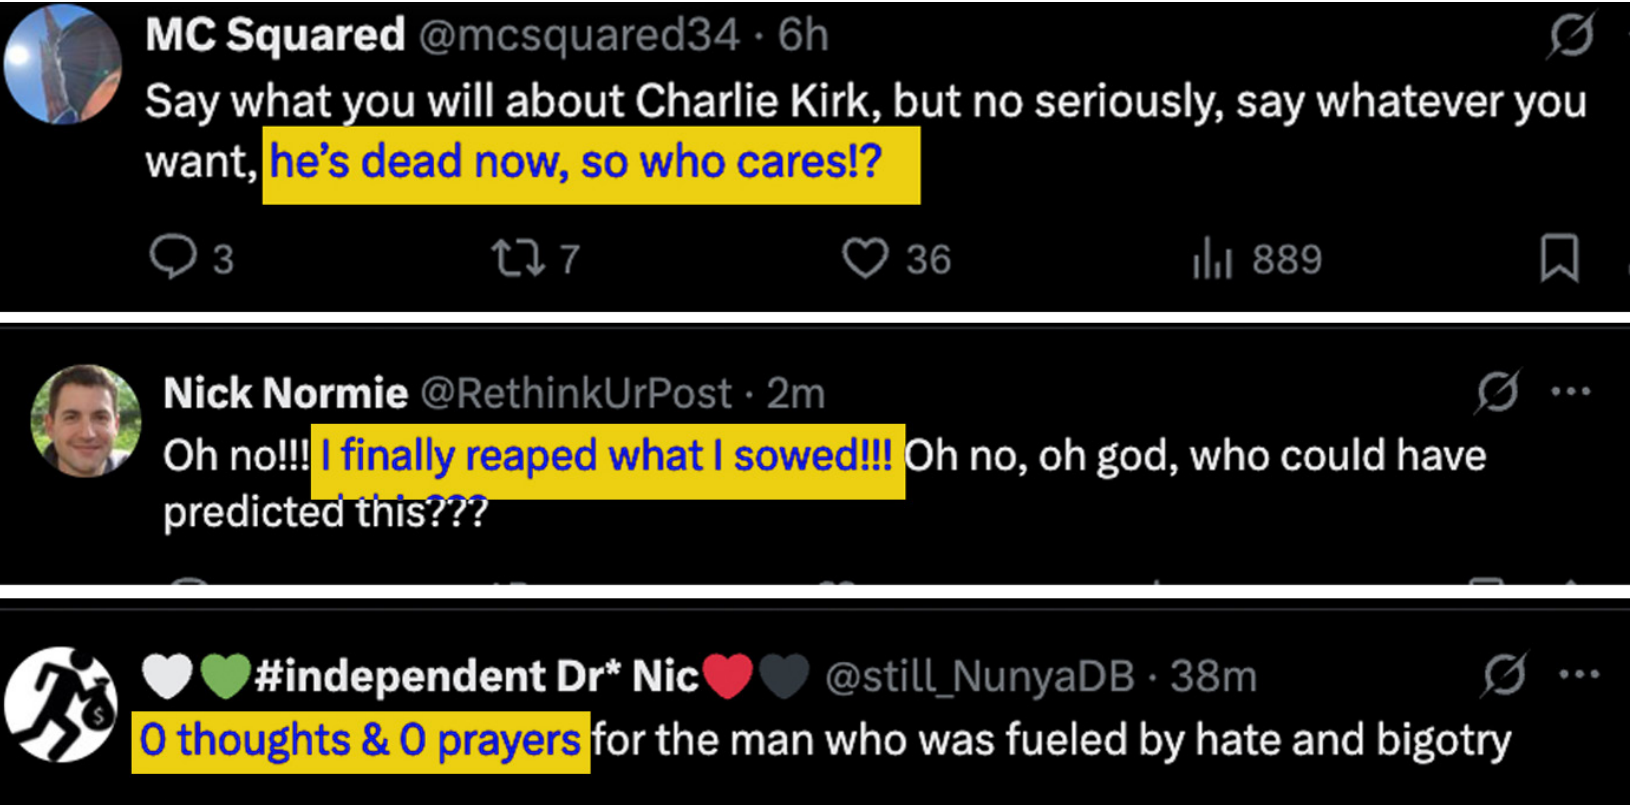 MC Squared @mcsquared34 · 6h
Say what you will about Charlie Kirk, but no seriously, say whatever you
want, he's dead now, so who cares!?
3 7 36 889
Nick Normie @RethinkUrPost · 2m
Oh no!!! I finally reaped what I sowed!!! Oh no, oh god, who could have
predicted this???
🤍💚#independent Dr* Nic❤️🖤 @still_NunyaDB · 38m
0 thoughts & 0 prayers for the man who was fueled by hate and bigotry